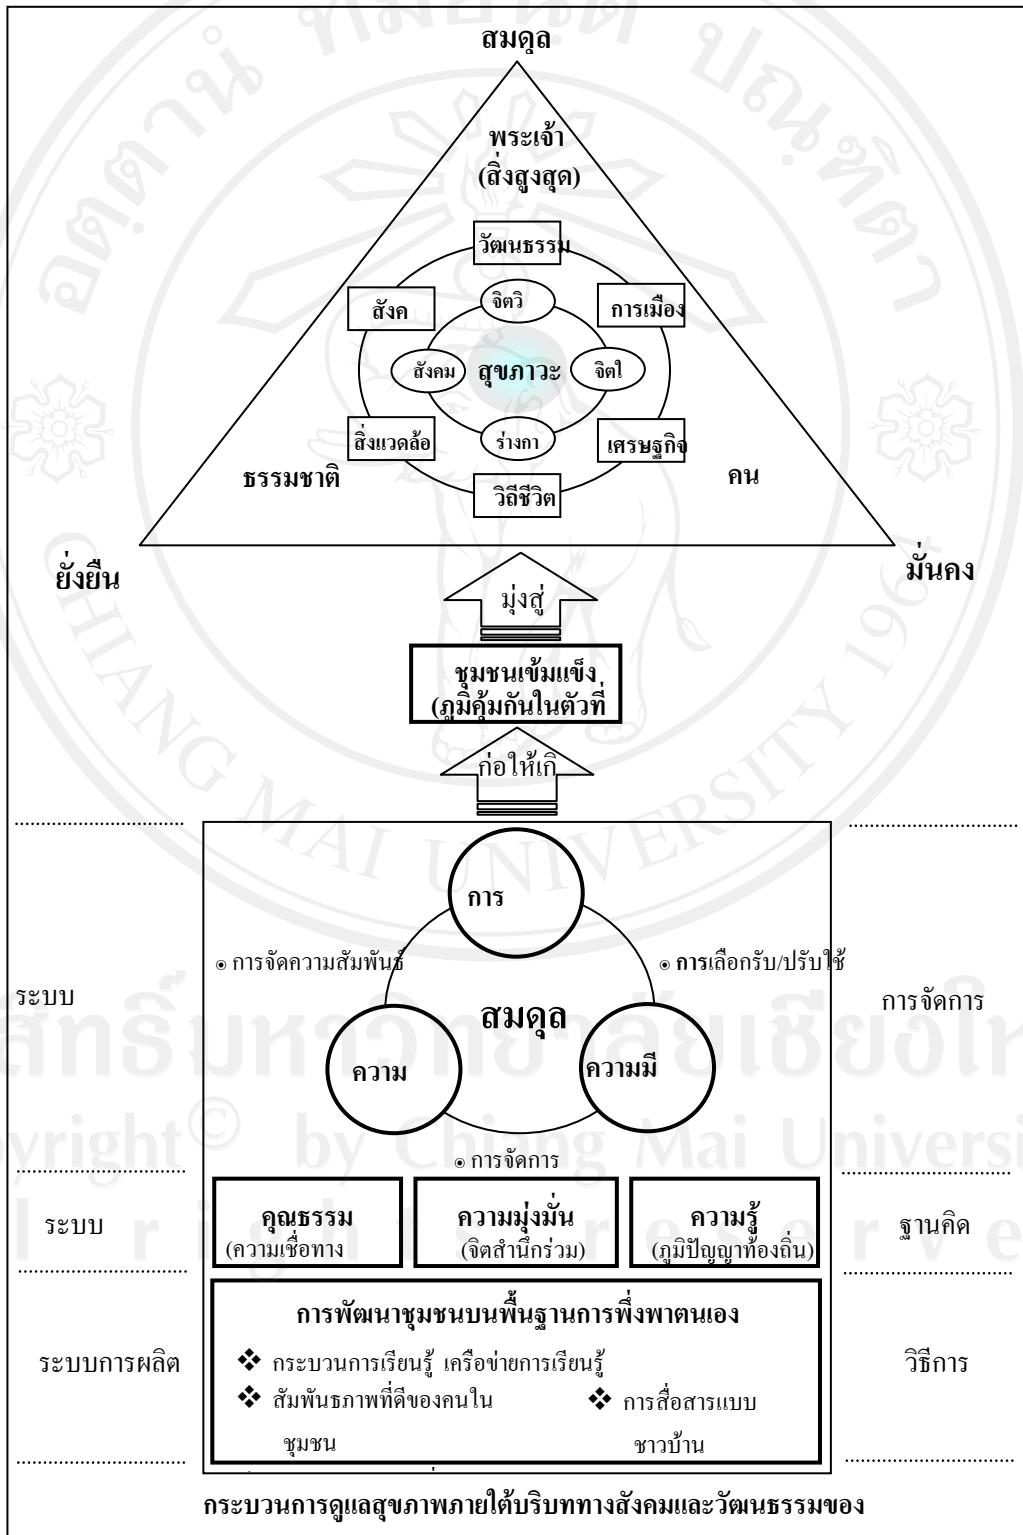 สมดุล
พระเจ้า
(สิ่งสูงสุด)
วัฒนธรรม
สังค
จิตวิ
การเมือง
สังคม
สุขภาวะ
จิตใ
สิ่งแวดล้อ
ร่างกา
เศรษฐกิจ
ธรรมชาติ
วิถีชีวิต
คน
ยั่งยืน
มั่นคง
มุ่งสู่
ชุมชนเข้มแข็ง
(ภูมิคุ้มกันในตัวที่
ก่อให้เกิ
การ
การจัดความสัมพันธ์
การเลือกรับ/ปรับใช้
ระบบ
สมดุล
การจัดการ
ความ
ความมี
การจัดการ
ระบบ
คุณธรรม
(ความเชื่อทาง
ความมุ่งมั่น
(จิตสำนึกร่วม)
ความรู้
(ภูมิปัญญาท้องถิ่น)
ฐานคิด
การพัฒนาชุมชนบนพื้นฐานการพึ่งพาตนเอง
ระบบการผลิต
❖ กระบวนการเรียนรู้ เครือข่ายการเรียนรู้
วิธีการ
❖ สัมพันธภาพที่ดีของคนใน
ชุมชน
❖ การสื่อสารแบบ
ชาวบ้าน
กระบวนการดูแลสุขภาพภายใต้บริบททางสังคมและวัฒนธรรมของ
CHIANG MAI UNIVERSITY 1964
by Chiang Mai Universi